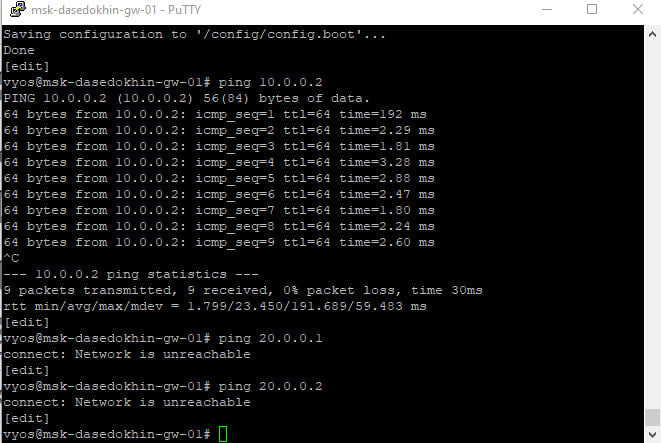 msk-dasedokhin-gw-01 - PuTTY
Saving configuration to '/config/config.boot'...
Done
[edit]
vyos@msk-dasedokhin-gw-01# ping 10.0.0.2
PING 10.0.0.2 (10.0.0.2) 56(84) bytes of data.
64 bytes from 10.0.0.2: icmp_seq=1 ttl=64 time=192 ms
64 bytes from 10.0.0.2: icmp_seq=2 ttl=64 time=2.29 ms
64 bytes from 10.0.0.2: icmp_seq=3 ttl=64 time=1.81 ms
64 bytes from 10.0.0.2: icmp_seq=4 ttl=64 time=3.28 ms
64 bytes from 10.0.0.2: icmp_seq=5 ttl=64 time=2.88 ms
64 bytes from 10.0.0.2: icmp_seq=6 ttl=64 time=2.47 ms
64 bytes from 10.0.0.2: icmp_seq=7 ttl=64 time=1.80 ms
64 bytes from 10.0.0.2: icmp_seq=8 ttl=64 time=2.24 ms
64 bytes from 10.0.0.2: icmp_seq=9 ttl=64 time=2.60 ms
^C
--- 10.0.0.2 ping statistics ---
9 packets transmitted, 9 received, 0% packet loss, time 30ms
rtt min/avg/max/mdev = 1.799/23.450/191.689/59.483 ms
[edit]
vyos@msk-dasedokhin-gw-01# ping 20.0.0.1
connect: Network is unreachable
[edit]
vyos@msk-dasedokhin-gw-01# ping 20.0.0.2
connect: Network is unreachable
[edit]
vyos@msk-dasedokhin-gw-01#